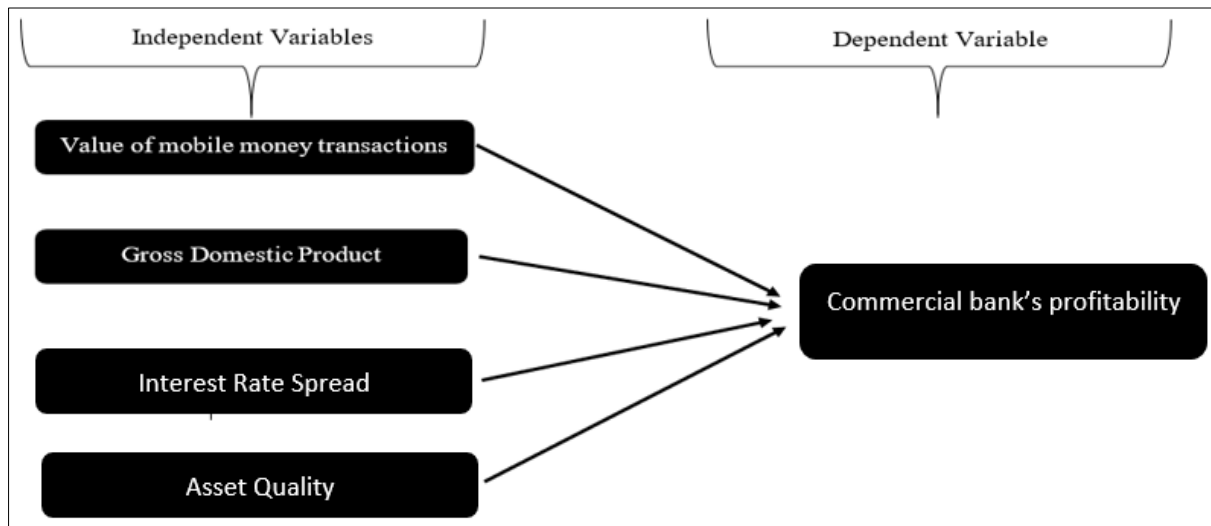 Independent Variables
Dependent Variable
Value of mobile money transactions
Gross Domestic Product
Commercial bank’s profitability
Interest Rate Spread
Asset Quality